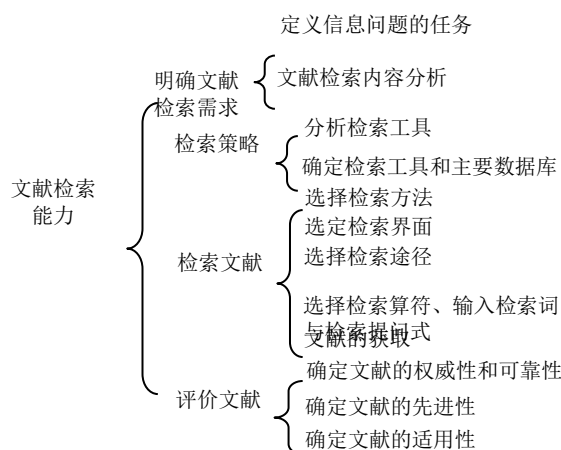 文献检索
能力
明确文献
检索需求
定义信息问题的任务
文献检索内容分析
检索策略
分析检索工具
确定检索工具和主要数据库
选择检索方法
检索文献
选定检索界面
选择检索途径
选择检索算符、输入检索词
与检索提问式
文献的获取
评价文献
确定文献的权威性和可靠性
确定文献的先进性
确定文献的适用性